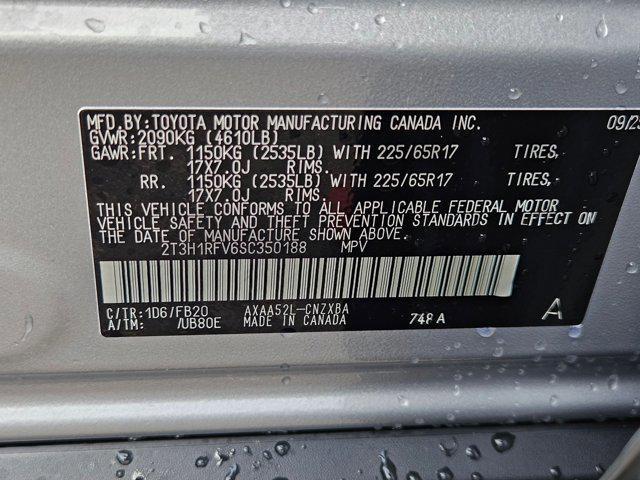 MFD.BY:TOYOTA MOTOR MANUFACTURING CANADA INC. 09/25
GVWR:2090KG (4610LB)
GAWR:FRT. 1150KG (2535LB) WITH 225/65R17 TIRES,
17X7.0J RIMS.
RR. 1150KG (2535LB) WITH 225/65R17 TIRES,
17X7.0J RIMS.
THIS VEHICLE CONFORMS TO ALL APPLICABLE FEDERAL MOTOR
VEHICLE SAFETY AND THEFT PREVENTION STANDARDS IN EFFECT ON
THE DATE OF MANUFACTURE SHOWN ABOVE.
2T3H1RFV6SC350188 MPV
C/TR:1D6/FB20 AXAA52L-CNZXBA
A/TM: /UB80E MADE IN CANADA 748A A